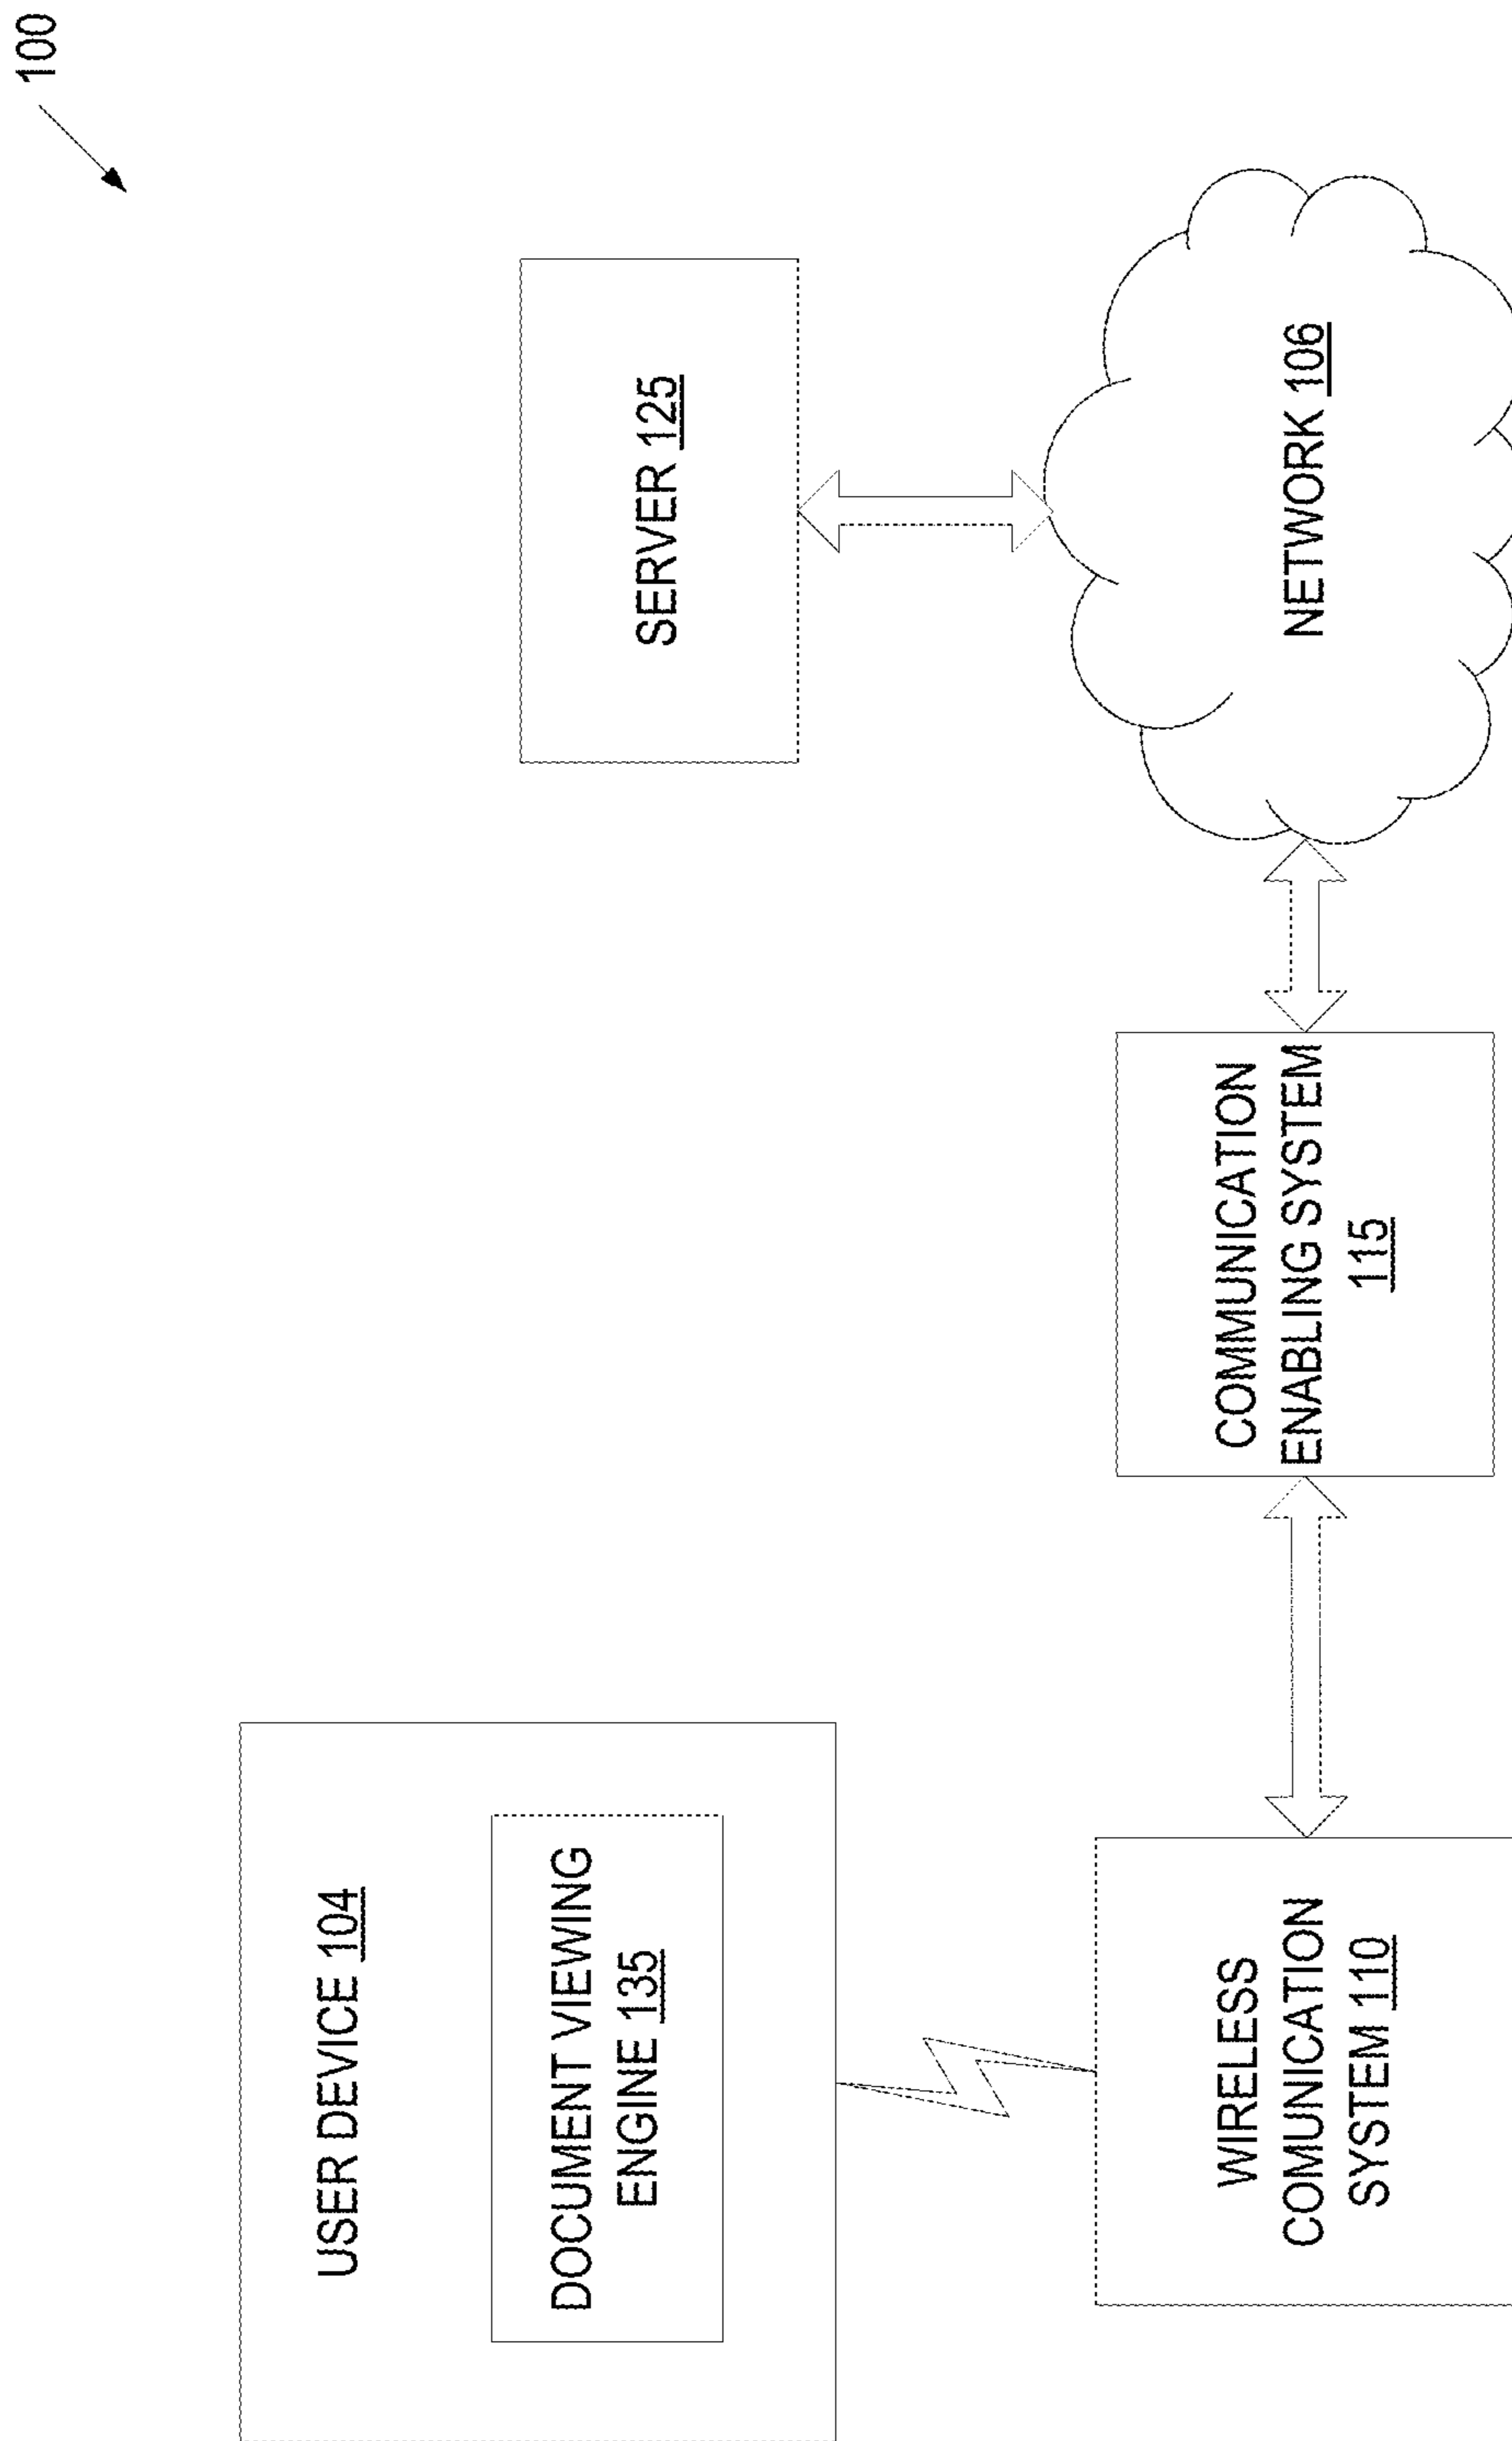 100
USER DEVICE 104
DOCUMENT VIEWING
ENGINE 135
SERVER 125
WIRELESS
COMUNICATION
SYSTEM 110
COMMUNICATION
ENABLING SYSTEM
115
NETWORK 106